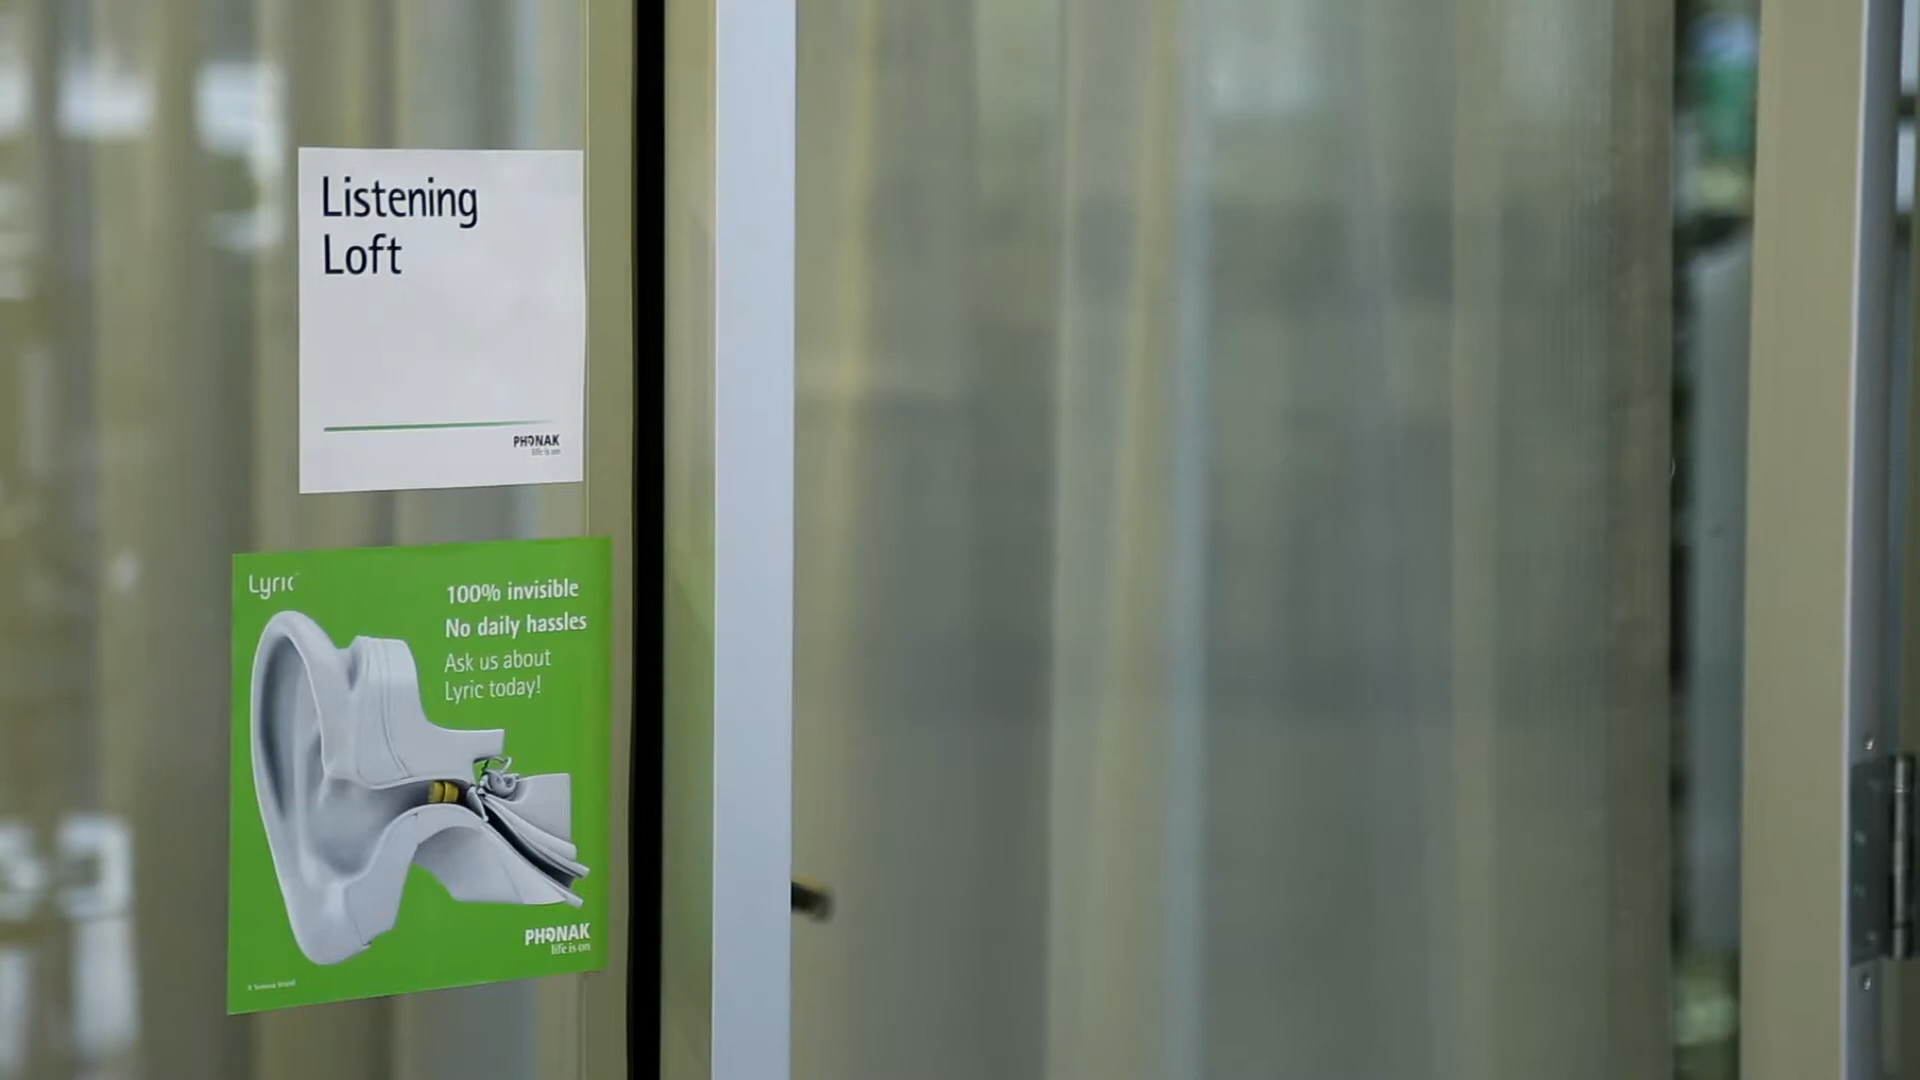 Listening
Loft
PHONAK
life is on
Lyric
100% invisible
No daily hassles
Ask us about
Lyric today!
PHONAK
life is on